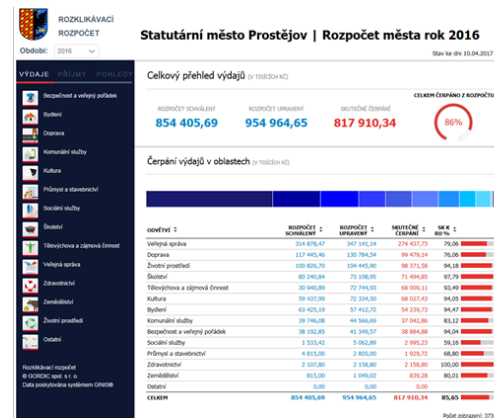 ROZKLIKÁVACÍ
ROZPOČET
Období: 2016
Statutární město Prostějov | Rozpočet města rok 2016
Stav ke dni 10.04.2017
VÝDAJE PŘÍJMY POHLEDY
Bezpečnost a veřejný pořádek
Bydlení
Doprava
Komunální služby
Kultura
Průmysl a stavebnictví
Sociální služby
Školství
Tělovýchova a zájmová činnost
Veřejná správa
Zdravotnictví
Zemědělství
Životní prostředí
Ostatní
Rozklikávací rozpočet
© GORDIC spol. s r. o.
Data poskytována systémem GINIS®
Celkový přehled výdajů (V TISÍCÍCH KČ)
CELKEM ČERPÁNO Z ROZPOČTU
ROZPOČET SCHVÁLENÝ ROZPOČET UPRAVENÝ SKUTEČNÉ ČERPÁNÍ
854 405,69 954 964,65 817 910,34 86%
Čerpání výdajů v oblastech (V TISÍCÍCH KČ)
ODVĚTVÍ ROZPOČET SCHVÁLENÝ ROZPOČET UPRAVENÝ SKUTEČNÉ ČERPÁNÍ SK K RU %
Veřejná správa 314 878,47 347 141,14 274 437,73 79,06
Doprava 117 445,46 130 784,54 99 479,14 76,06
Životní prostředí 100 826,70 104 445,90 98 371,58 94,18
Školství 80 240,84 73 108,95 71 494,85 97,79
Tělovýchova a zájmová činnost 30 940,89 72 744,93 68 009,11 93,49
Kultura 59 437,99 72 334,50 68 027,43 94,05
Bydlení 63 425,19 57 412,72 54 239,73 94,47
Komunální služby 39 746,08 44 566,69 37 042,86 83,12
Bezpečnost a veřejný pořádek 38 192,85 41 349,57 38 884,88 94,04
Sociální služby 1 533,42 5 062,89 2 995,23 59,16
Průmysl a stavebnictví 4 815,00 2 805,00 1 929,72 68,80
Zdravotnictví 2 107,80 2 158,80 2 158,80 100,00
Zemědělství 815,00 1 049,02 839,28 80,01
Ostatní 0,00 0,00 0,00
CELKEM 854 405,69 954 964,65 817 910,34 85,65
Počet zobrazení: 373